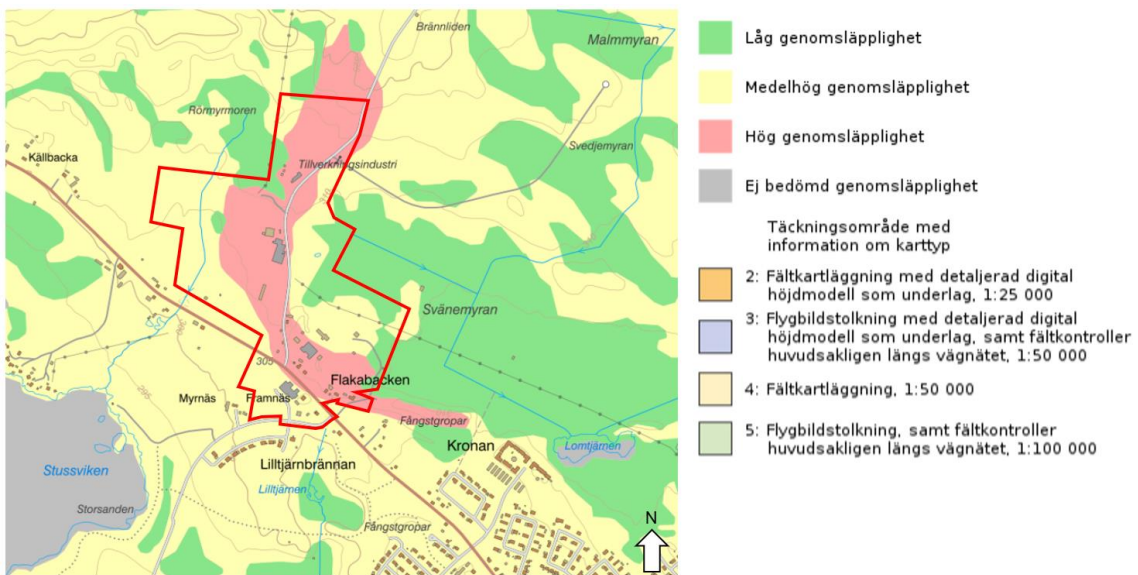 Brännliden
Malmmyran
Rörmyrmoren
Källbacka
Tillverkningsindustri
Svedjemyran
310
Svänemyran
305
295
Flakabacken
Myrnäs
Framnäs
Fångstgropar
Kronan
Lomtjärnen
Lilltjärnbrännan
Stussviken
Lilltjärnen
Storsanden
Fångstgropar
N
Låg genomsläpplighet
Medelhög genomsläpplighet
Hög genomsläpplighet
Ej bedömd genomsläpplighet
Täckningsområde med
information om karttyp
2: Fältkartläggning med detaljerad digital
höjdmodell som underlag, 1:25 000
3: Flygbildstolkning med detaljerad digital
höjdmodell som underlag, samt fältkontroller
huvudsakligen längs vägnätet, 1:50 000
4: Fältkartläggning, 1:50 000
5: Flygbildstolkning, samt fältkontroller
huvudsakligen längs vägnätet, 1:100 000